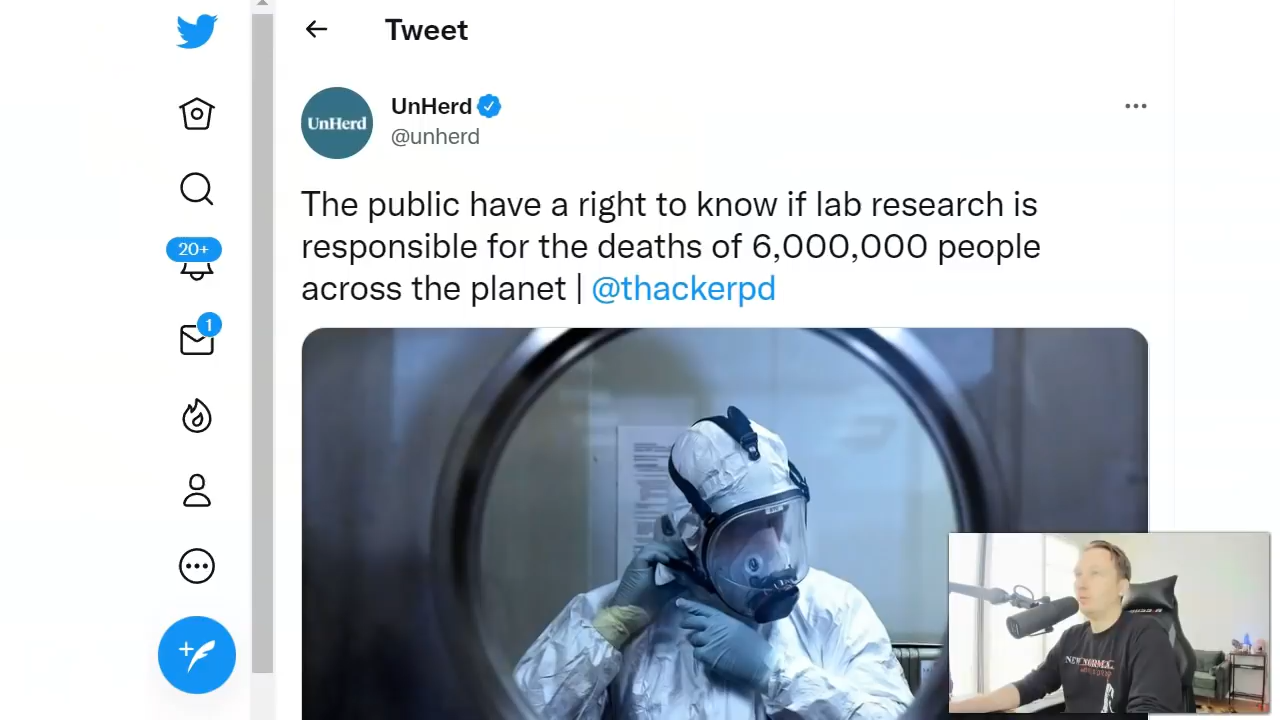 Tweet
UnHerd
UnHerd
@unherd
The public have a right to know if lab research is
responsible for the deaths of 6,000,000 people
across the planet | @thackerpd
20+
1
NEW NORMAL